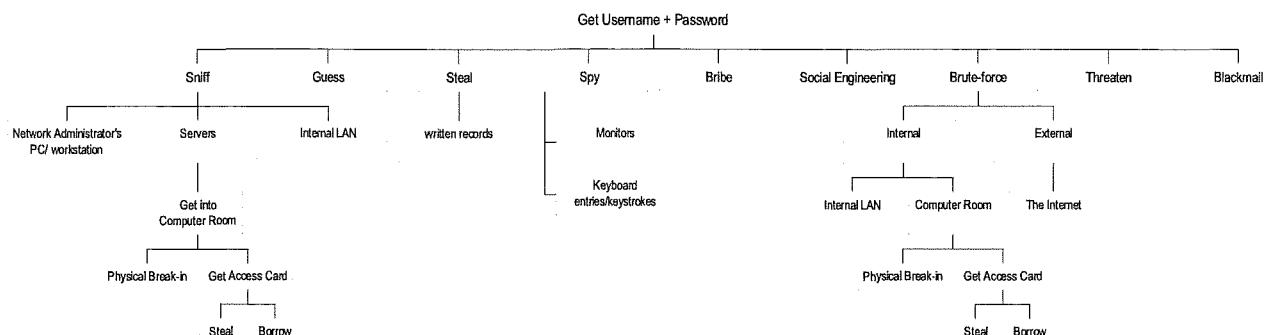 Get Username + Password
Sniff Guess Steal Spy Bribe Social Engineering Brute-force Threaten Blackmail
Network Administrator's
PC/ workstation
Servers
Internal LAN
written records
Monitors
Keyboard
entries/keystrokes
Internal
External
Get into
Computer Room
Internal LAN
Computer Room
The Internet
Physical Break-in
Get Access Card
Physical Break-in
Get Access Card
Steal
Borrow
Steal
Borrow